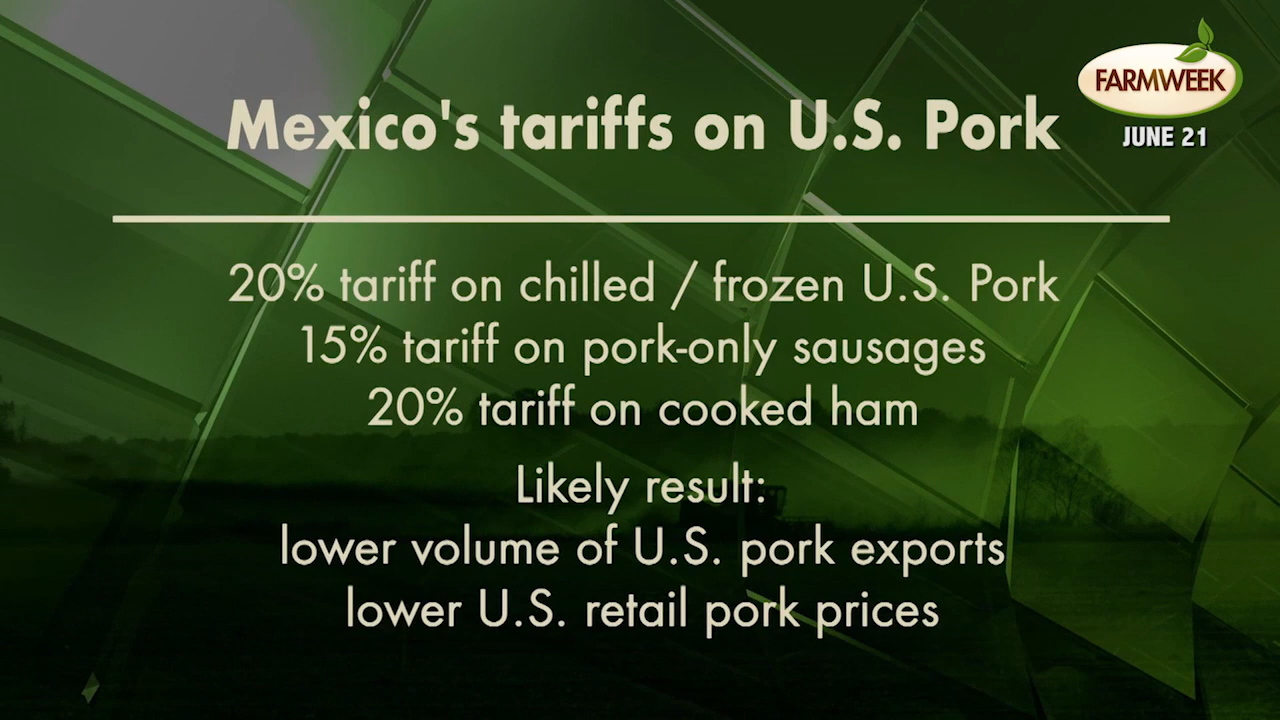 FARMWEEK
JUNE 21
Mexico's tariffs on U.S. Pork
20% tariff on chilled / frozen U.S. Pork
15% tariff on pork-only sausages
20% tariff on cooked ham
Likely result:
lower volume of U.S. pork exports
lower U.S. retail pork prices